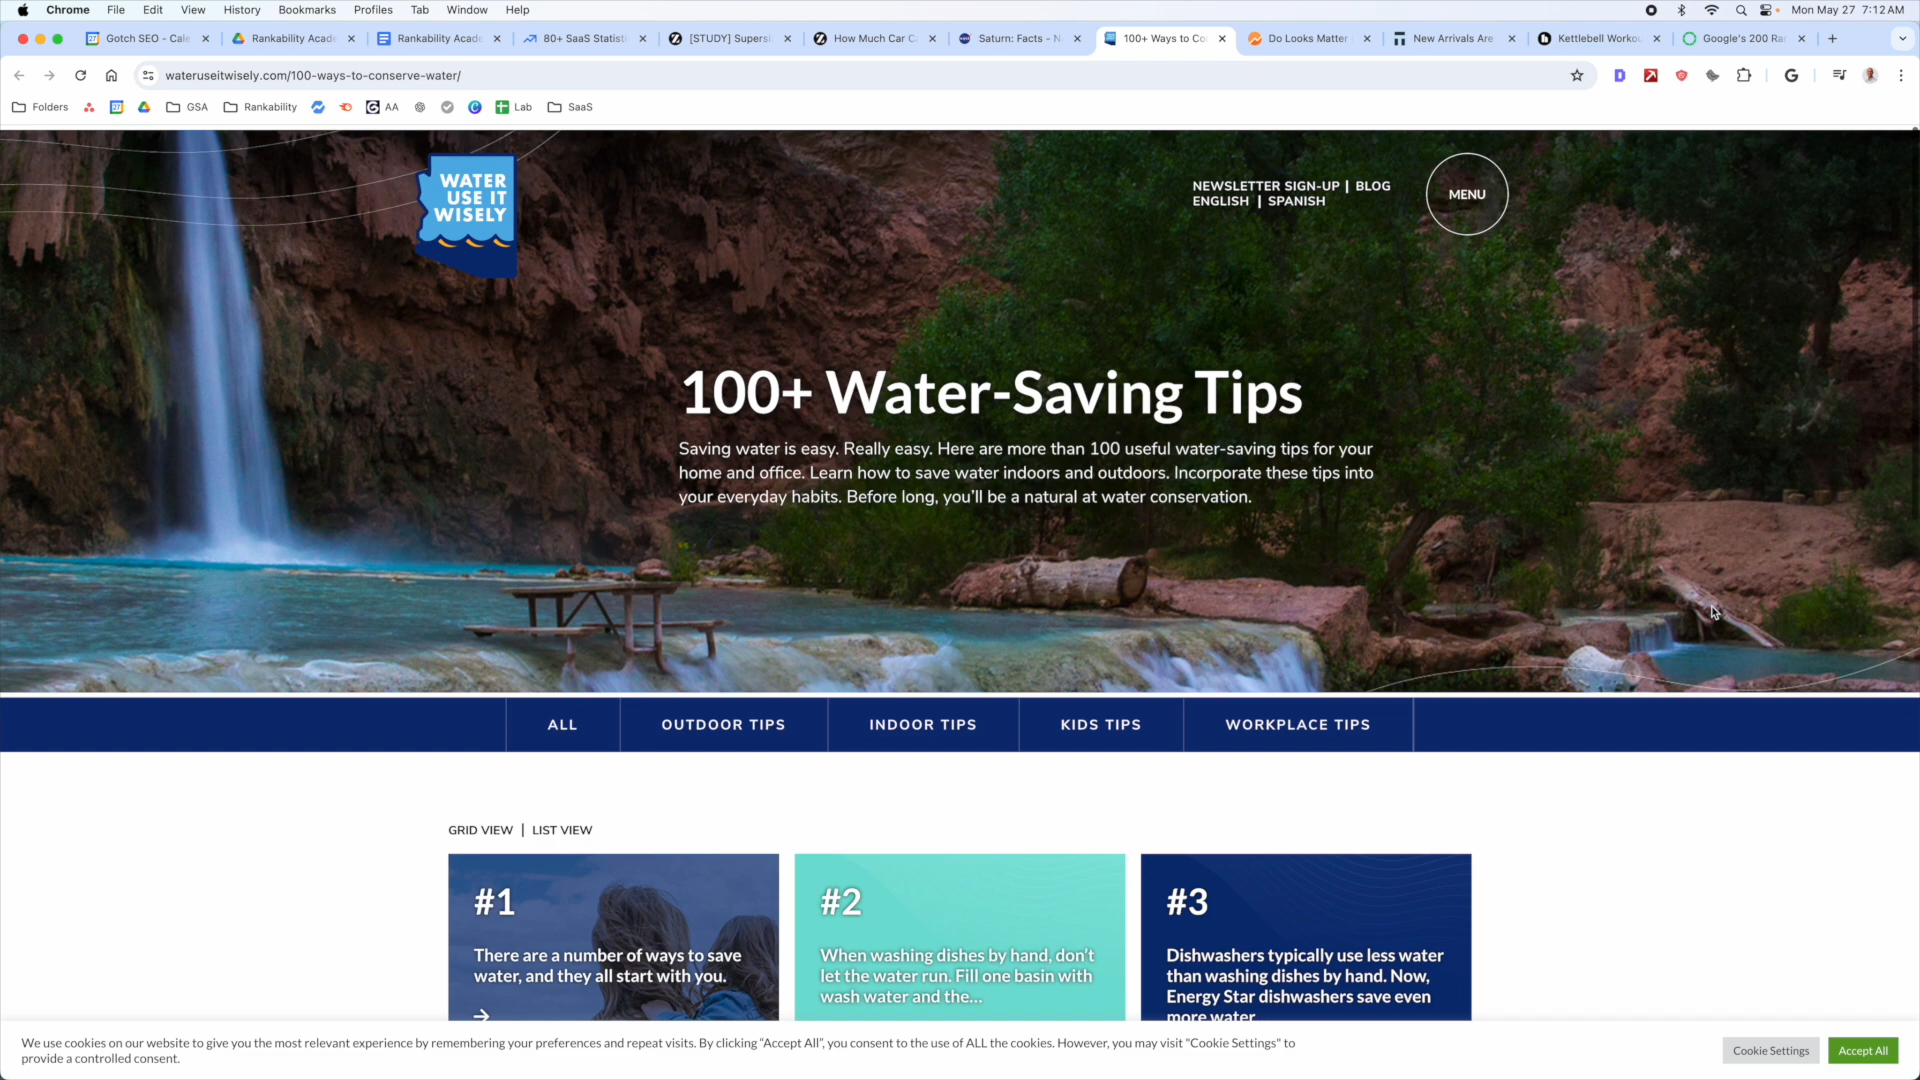 Chrome File Edit View History Bookmarks Profiles Tab Window Help Mon May 27 7:12 AM
Gotch SEO - Cale Rankability Acade Rankability Acade 80+ SaaS Statisti [STUDY] Supersi How Much Car C Saturn: Facts - N 100+ Ways to Co Do Looks Matter New Arrivals Are Kettlebell Workou Google's 200 Ra
wateruseitwisely.com/100-ways-to-conserve-water/
Folders GSA Rankability AA Lab SaaS
WATER
USE IT
WISELY
NEWSLETTER SIGN-UP | BLOG
ENGLISH | SPANISH
MENU
100+ Water-Saving Tips
Saving water is easy. Really easy. Here are more than 100 useful water-saving tips for your
home and office. Learn how to save water indoors and outdoors. Incorporate these tips into
your everyday habits. Before long, you'll be a natural at water conservation.
ALL OUTDOOR TIPS INDOOR TIPS KIDS TIPS WORKPLACE TIPS
GRID VIEW | LIST VIEW
#1
There are a number of ways to save
water, and they all start with you.
#2
When washing dishes by hand, don't
let the water run. Fill one basin with
wash water and the...
#3
Dishwashers typically use less water
than washing dishes by hand. Now,
Energy Star dishwashers save even
more water
We use cookies on our website to give you the most relevant experience by remembering your preferences and repeat visits. By clicking "Accept All", you consent to the use of ALL the cookies. However, you may visit "Cookie Settings" to
provide a controlled consent.
Cookie Settings
Accept All